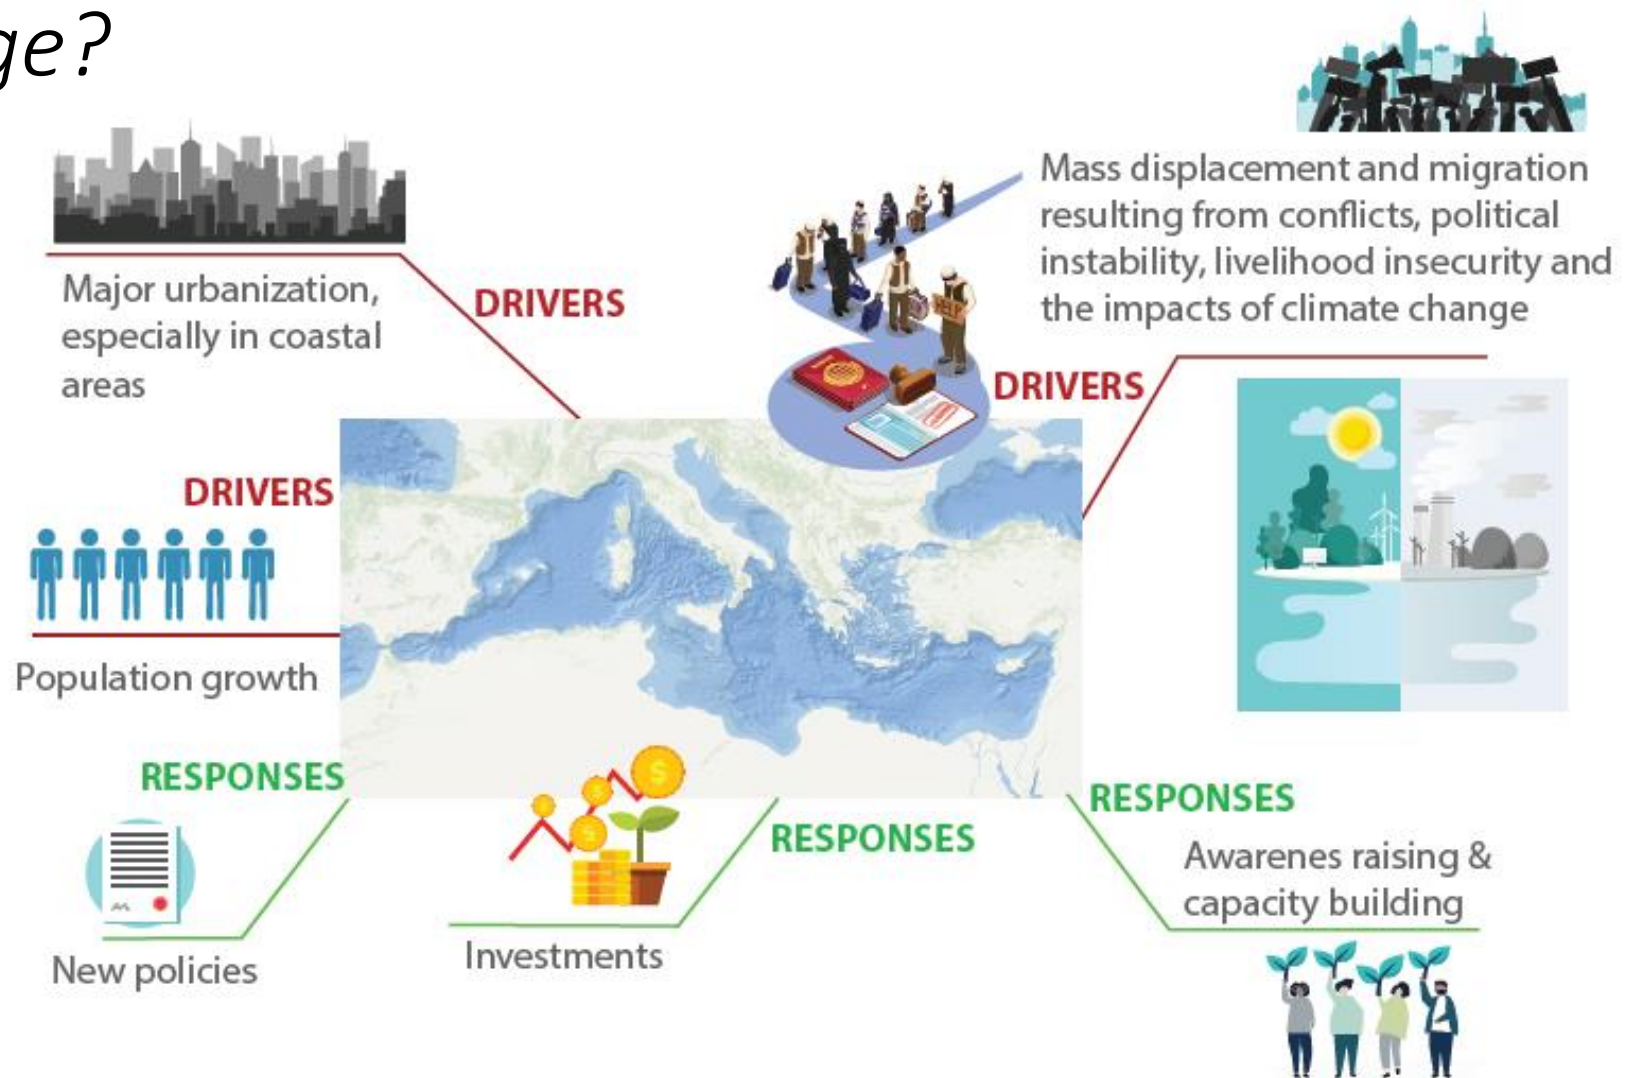 ge?
Major urbanization,
especially in coastal
areas
DRIVERS
Mass displacement and migration
resulting from conflicts, political
instability, livelihood insecurity and
the impacts of climate change
DRIVERS
HELP
DRIVERS
Population growth
RESPONSES
New policies
RESPONSES
Investments
RESPONSES
Awarenes raising &
capacity building